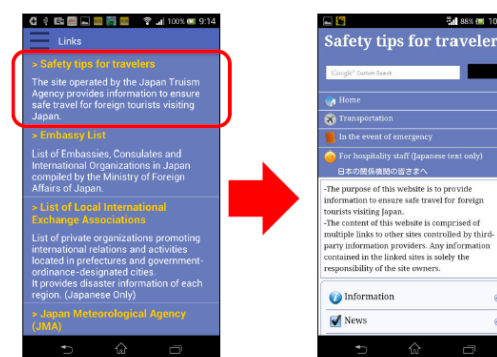 100% 9:14
Links
> Safety tips for travelers
The site operated by the Japan Truism
Agency provides information to ensure
safe travel for foreign tourists visiting
Japan.
> Embassy List
List of Embassies, Consulates and
International Organizations in Japan
compiled by the Ministry of Foreign
Affairs of Japan.
> List of Local International
Exchange Associations
List of private organizations promoting
international relations and activities
located in prefectures and government-
ordinance-designated cities.
It provides disaster information of each
region. (Japanese Only)
> Japan Meteorological Agency
(JMA)
88% 10
Safety tips for traveler
Google Custom Search
Home
Transportation
In the event of emergency
For hospitality staff (Japanese text only)
日本の関係機関の皆さまへ
-The purpose of this website is to provide
information to ensure safe travel for foreign
tourists visiting Japan.
-The content of this website is comprised of
multiple links to other sites controlled by third-
party information providers. Any information
contained in the linked sites is solely the
responsibility of the site owners.
Information
News